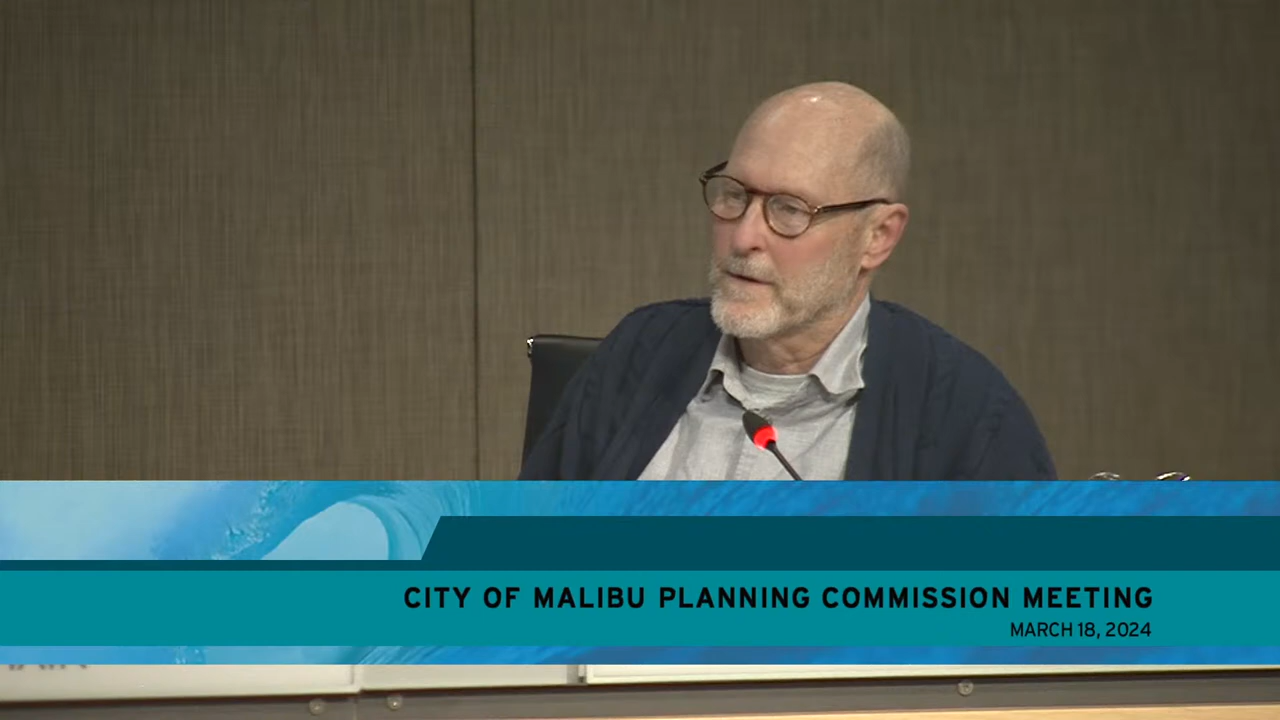 CITY OF MALIBU PLANNING COMMISSION MEETING
MARCH 18, 2024